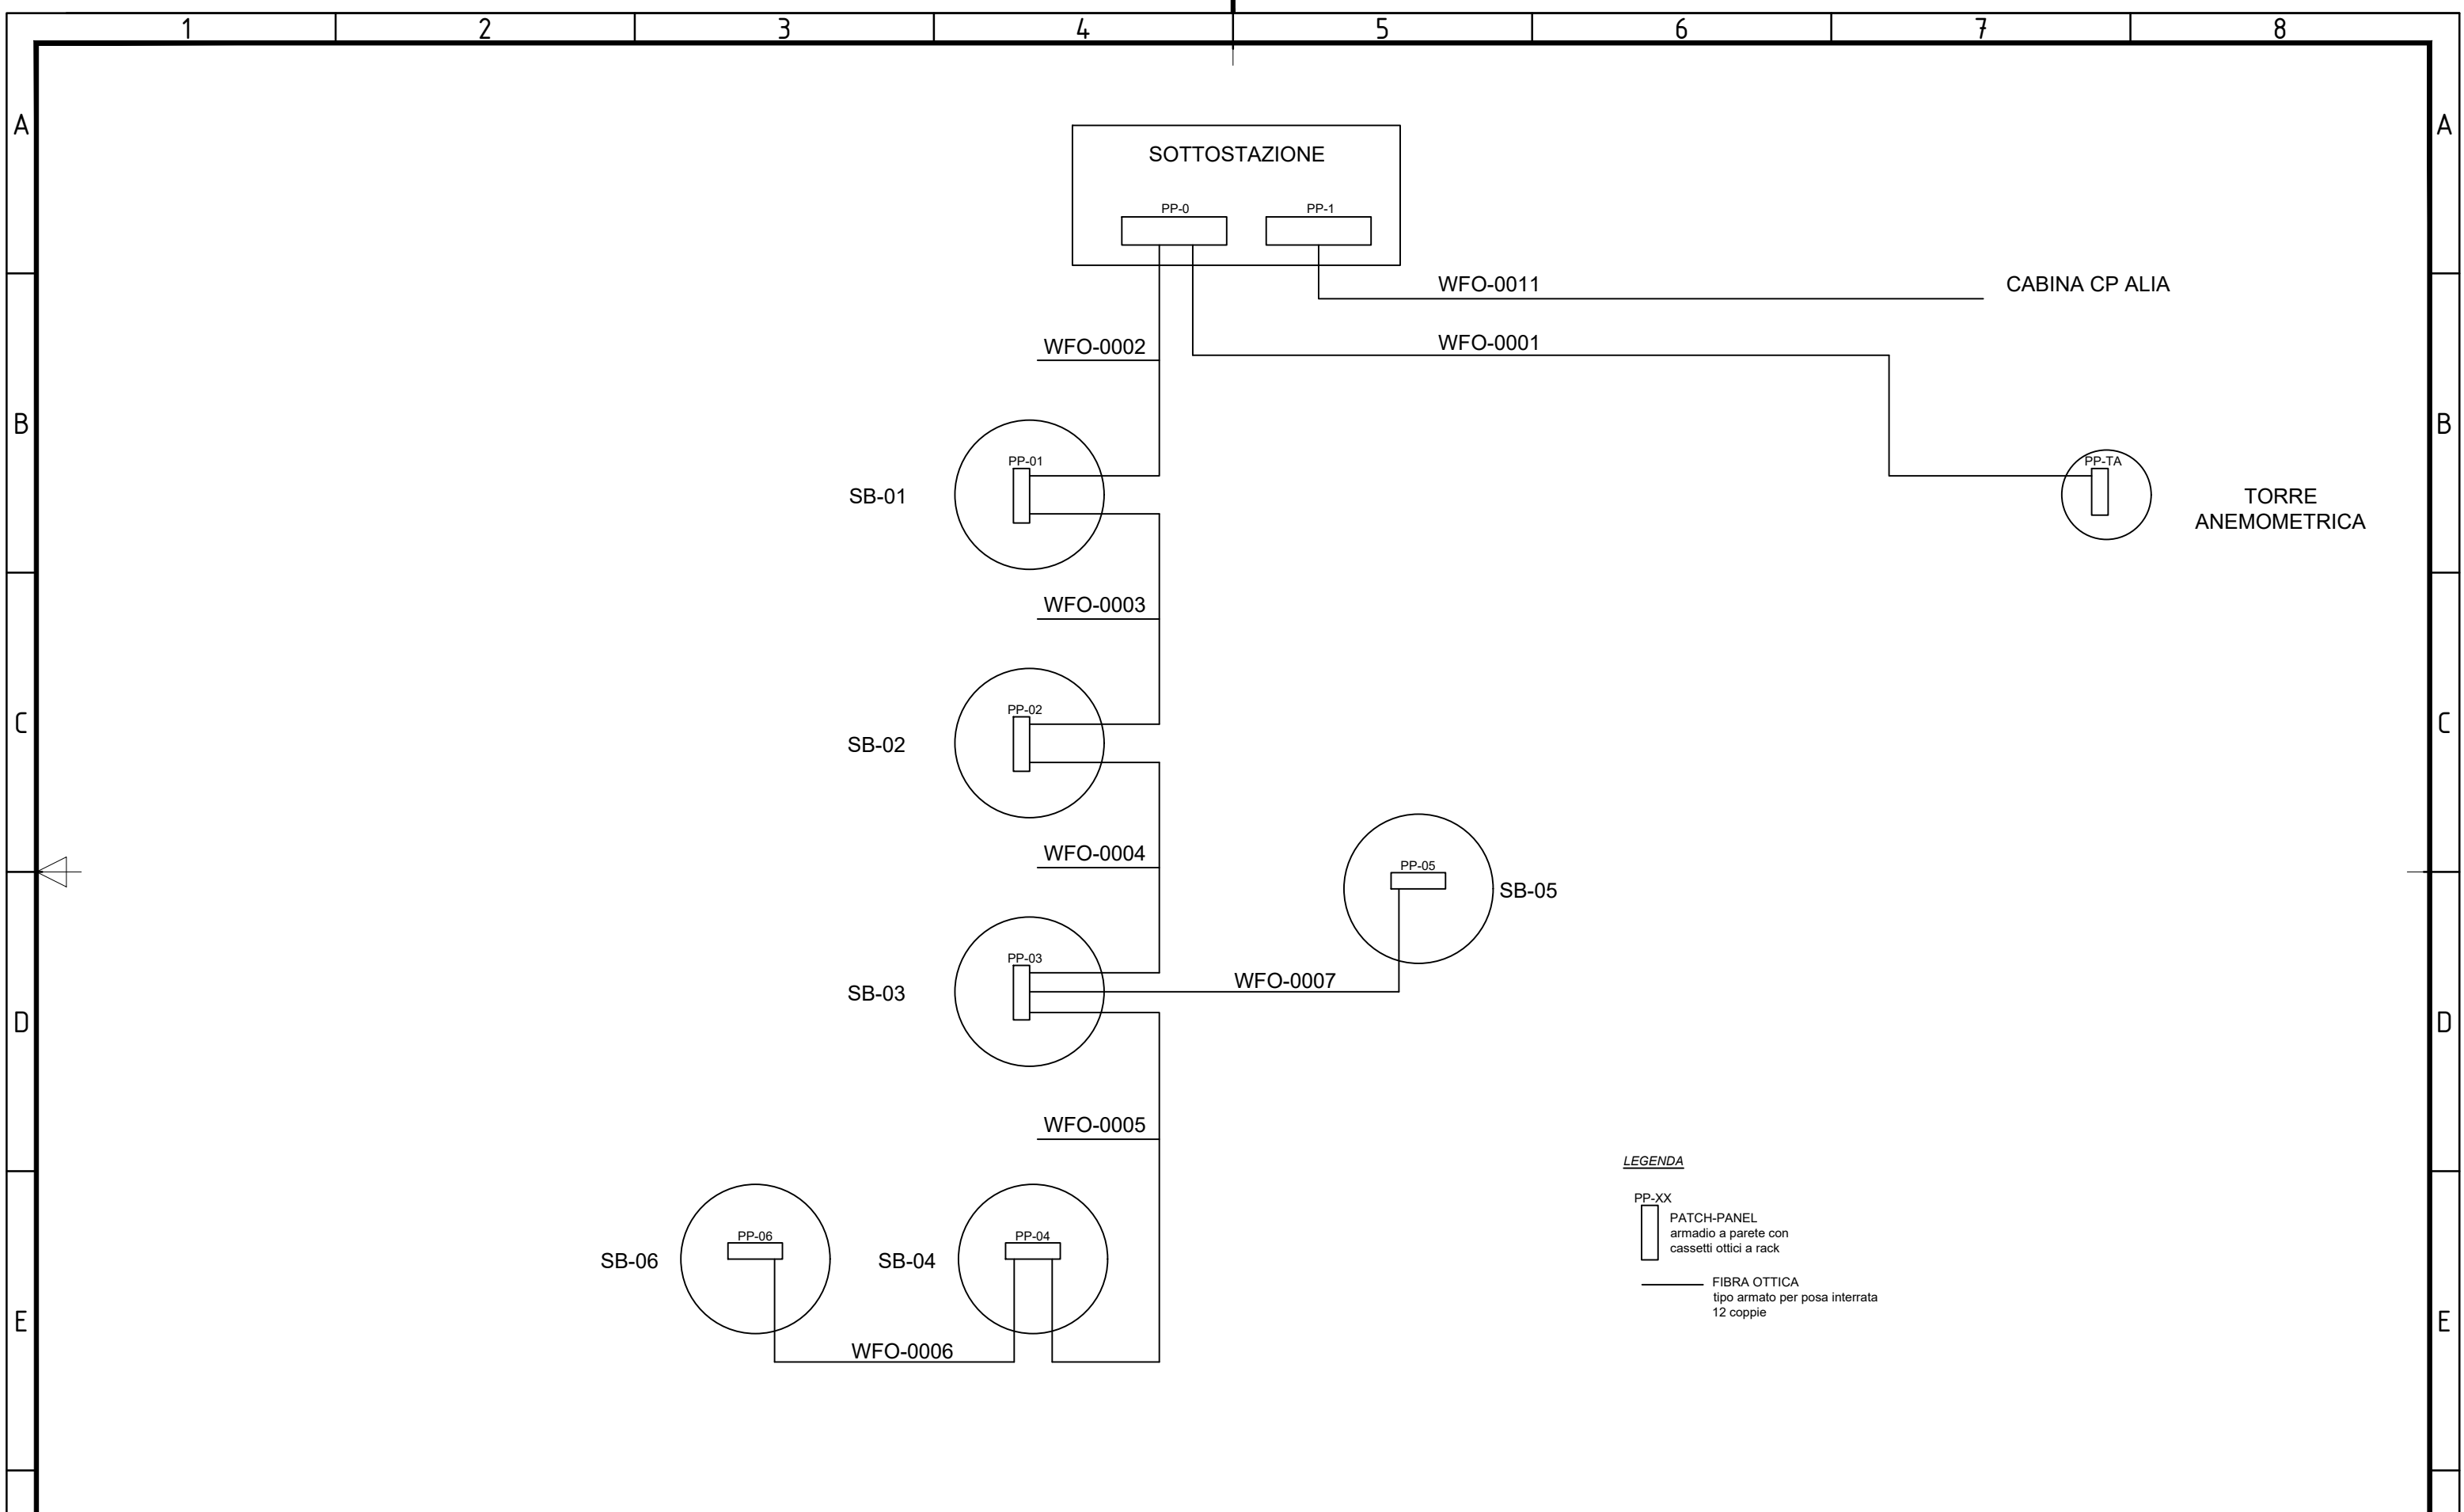 1 2 3 4 5 6 7 8
A A
SOTTOSTAZIONE
PP-0 PP-1
WFO-0011 CABINA CP ALIA
WFO-0002 WFO-0001
B B
PP-01 PP-TA
SB-01 TORRE
ANEMOMETRICA
WFO-0003
PP-02
C C
SB-02
WFO-0004 PP-05
SB-05
PP-03
WFO-0007
SB-03
D D
WFO-0005
LEGENDA
PP-XX
PATCH-PANEL
armadio a parete con
cassetti ottici a rack
PP-06 PP-04
SB-06 SB-04
FIBRA OTTICA
tipo armato per posa interrata
12 coppie
E E
WFO-0006